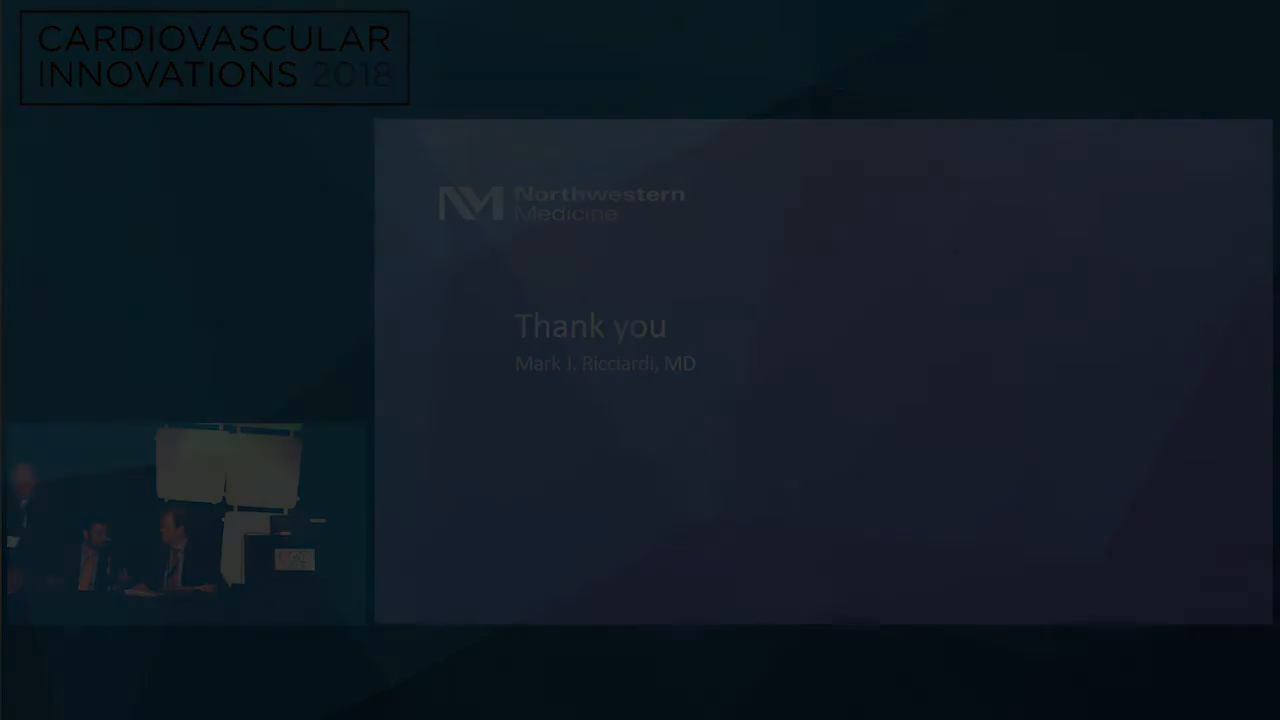 CARDIOVASCULAR
INNOVATIONS 2018
Northwestern
Medicine
Thank you
Mark J. Ricciardi, MD